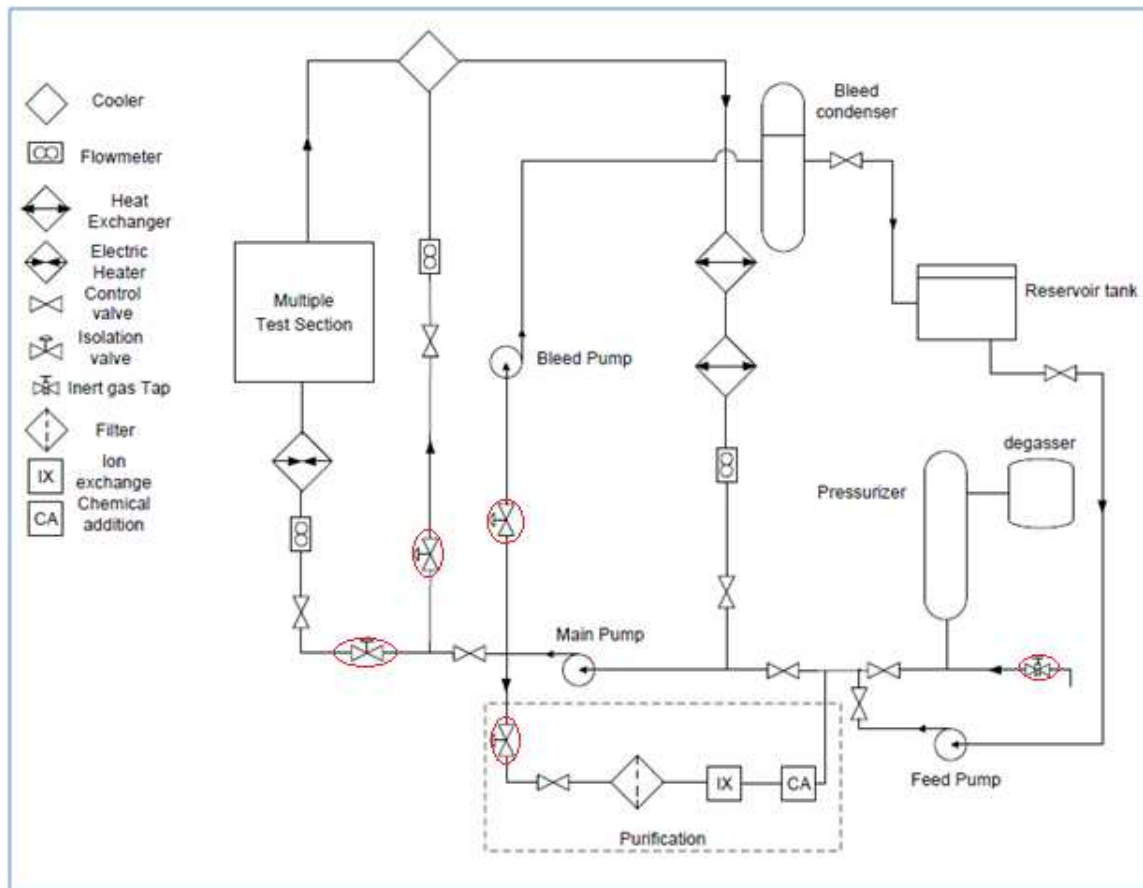 Cooler
Flowmeter
Heat
Exchanger
Electric
Heater
Control
valve
Isolation
valve
Inert gas Tap
Filter
IX
Ion
exchange
CA
Chemical
addition
Multiple
Test Section
Bleed
condenser
Bleed Pump
Reservoir tank
degasser
Pressurizer
Main Pump
Feed Pump
IX
CA
Purification